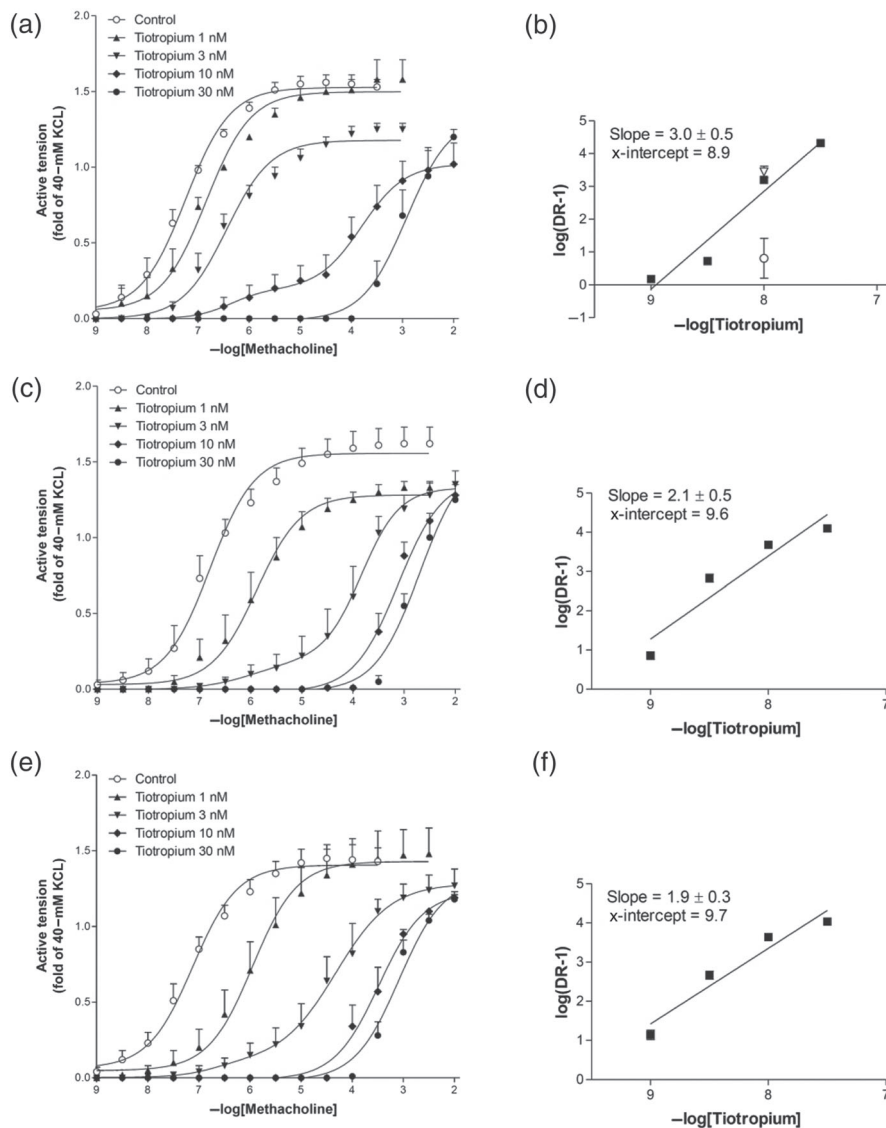 (a)
Control
Tiotropium 1 nM
Tiotropium 3 nM
Tiotropium 10 nM
Tiotropium 30 nM
2.0
1.5
1.0
0.5
0.0
Active tension
(fold of 40–mM KCL)
9 8 7 6 5 4 3 2
–log[Methacholine]
(b)
Slope = 3.0 ± 0.5
x-intercept = 8.9
5
4
3
2
1
0
–1
log(DR-1)
9 8 7
–log[Tiotropium]
(c)
Control
Tiotropium 1 nM
Tiotropium 3 nM
Tiotropium 10 nM
Tiotropium 30 nM
2.0
1.5
1.0
0.5
0.0
Active tension
(fold of 40–mM KCL)
9 8 7 6 5 4 3 2
–log[Methacholine]
(d)
Slope = 2.1 ± 0.5
x-intercept = 9.6
5
4
3
2
1
0
log(DR-1)
9 8 7
–log[Tiotropium]
(e)
Control
Tiotropium 1 nM
Tiotropium 3 nM
Tiotropium 10 nM
Tiotropium 30 nM
2.0
1.5
1.0
0.5
0.0
Active tension
(fold of 40–mM KCL)
9 8 7 6 5 4 3 2
–log[Methacholine]
(f)
Slope = 1.9 ± 0.3
x-intercept = 9.7
5
4
3
2
1
0
log(DR-1)
9 8 7
–log[Tiotropium]